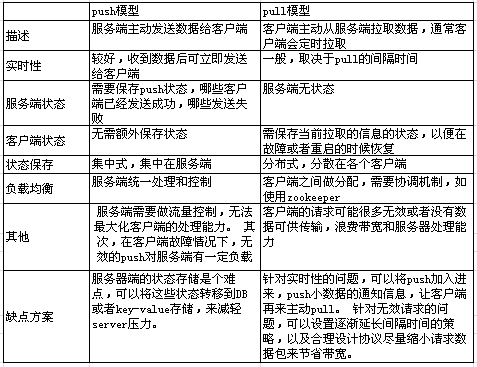 push模型
pull模型
描述
服务端主动发送数据给客户端
客户端主动从服务端拉取数据，通常客
户端会定时拉取
实时性
较好，收到数据后可立即发送
给客户端
一般，取决于pull的间隔时间
服务端状态
需要保存push状态，哪些客户
端已经发送成功，哪些发送失
败
服务端无状态
客户端状态
无需额外保存状态
需保存当前拉取的信息的状态，以便在
故障或者重启的时候恢复
状态保存
集中式，集中在服务端
分布式，分散在各个客户端
负载均衡
服务端统一处理和控制
客户端之间做分配，需要协调机制，如
使用zookeeper
其他
服务端需要做流量控制，无法
最大化客户端的处理能力。 其
次，在客户端故障情况下，无
效的push对服务端有一定负载
客户端的请求可能很多无效或者没有数
据可供传输，浪费带宽和服务器处理能
力
缺点方案
服务器端的状态存储是个难
点，可以将这些状态转移到DB
或者key-value存储，来减轻
server压力。
针对实时性的问题，可以将push加入进
来，push小数据的通知信息，让客户端
再来主动pull。 针对无效请求的问
题，可以设置逐渐延长间隔时间的策
略，以及合理设计协议尽量缩小请求数
据包来节省带宽。